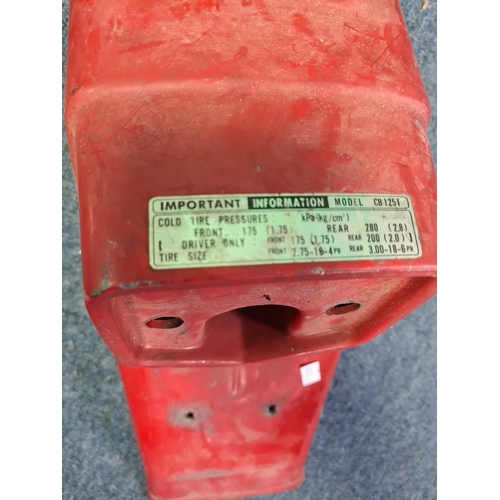 IMPORTANT INFORMATION MODEL CB125T
COLD TIRE PRESSURES : kPa(kg/cm²)
FRONT. 175 (1.75) REAR 280 (2.8)
[ DRIVER ONLY : FRONT 175 (1.75) REAR 200 (2.0) ]
TIRE SIZE : FRONT 2.75-18-4PR REAR 3.00-18-6PR